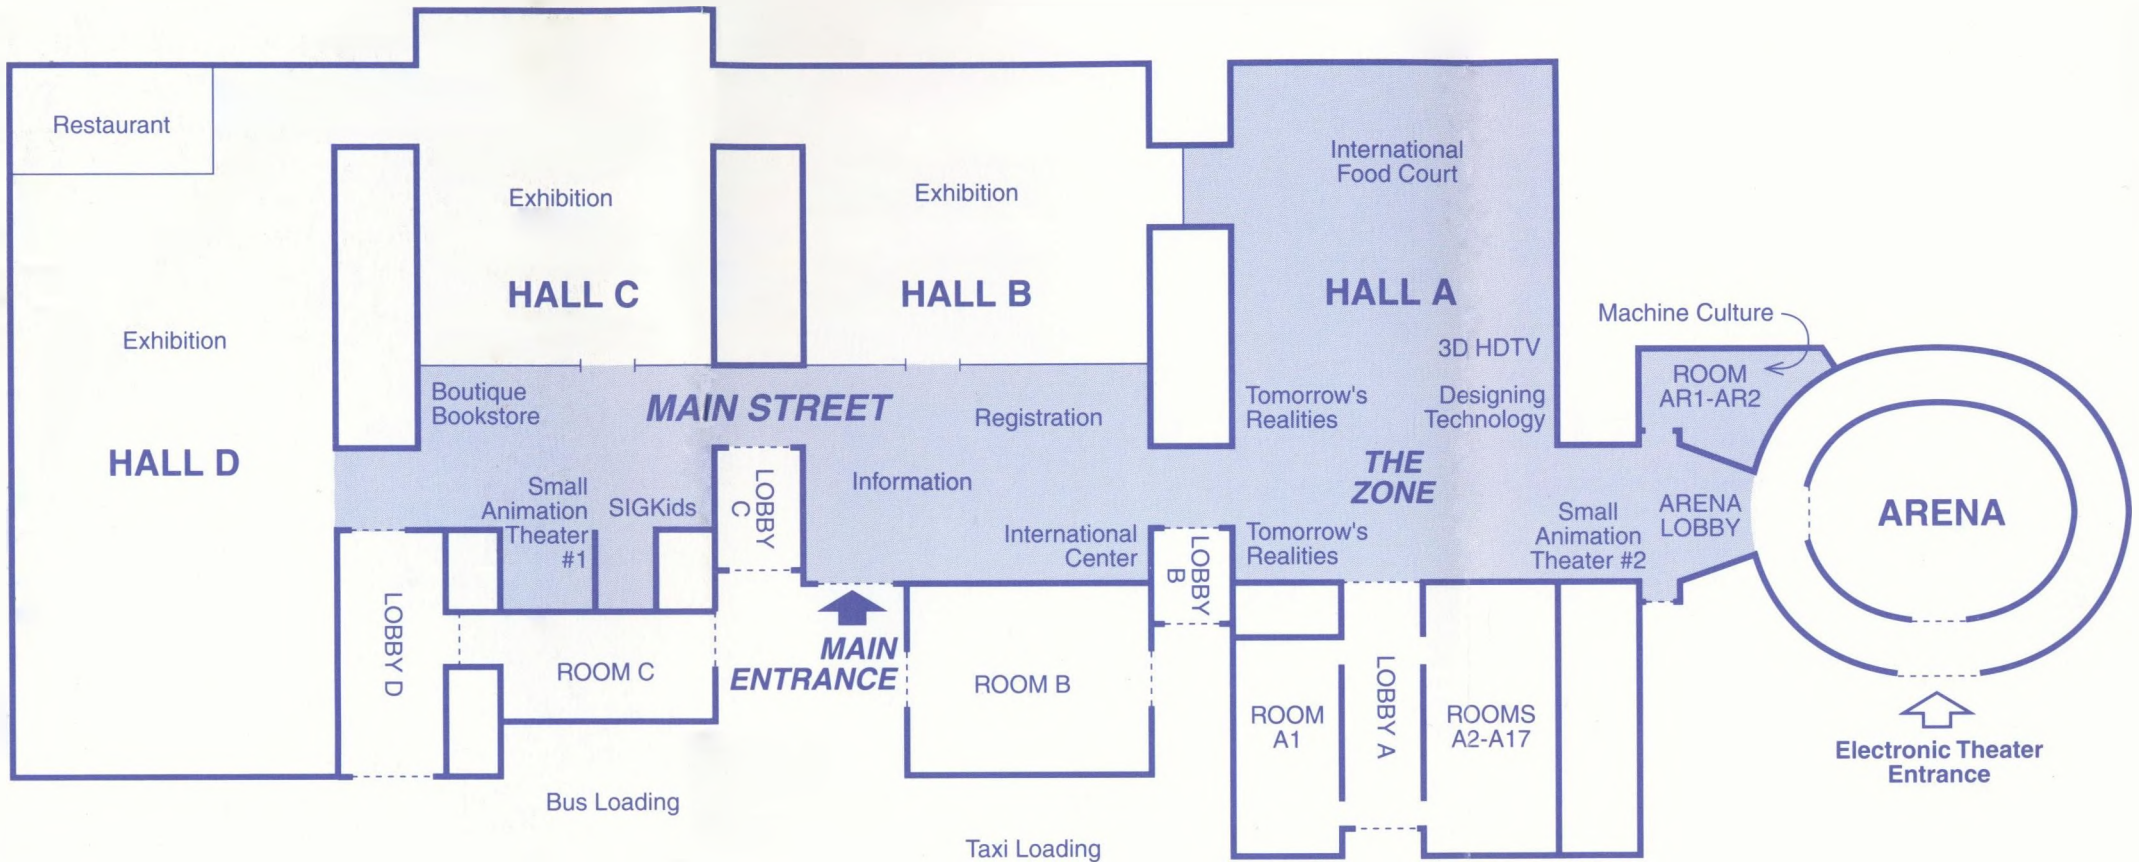 Restaurant
Exhibition
HALL D
Exhibition
HALL C
Exhibition
HALL B
International
Food Court
HALL A
3D HDTV
Machine Culture
ROOM
AR1-AR2
Boutique
Bookstore
MAIN STREET
Registration
Tomorrow's
Realities
Designing
Technology
THE
ZONE
Small
Animation
Theater
#1
SIGKids
LOBBY
C
Information
International
Center
LOBBY
B
Tomorrow's
Realities
Small
Animation
Theater #2
ARENA
LOBBY
ARENA
LOBBY D
ROOM C
MAIN
ENTRANCE
ROOM B
ROOM
A1
LOBBY A
ROOMS
A2-A17
Electronic Theater
Entrance
Bus Loading
Taxi Loading